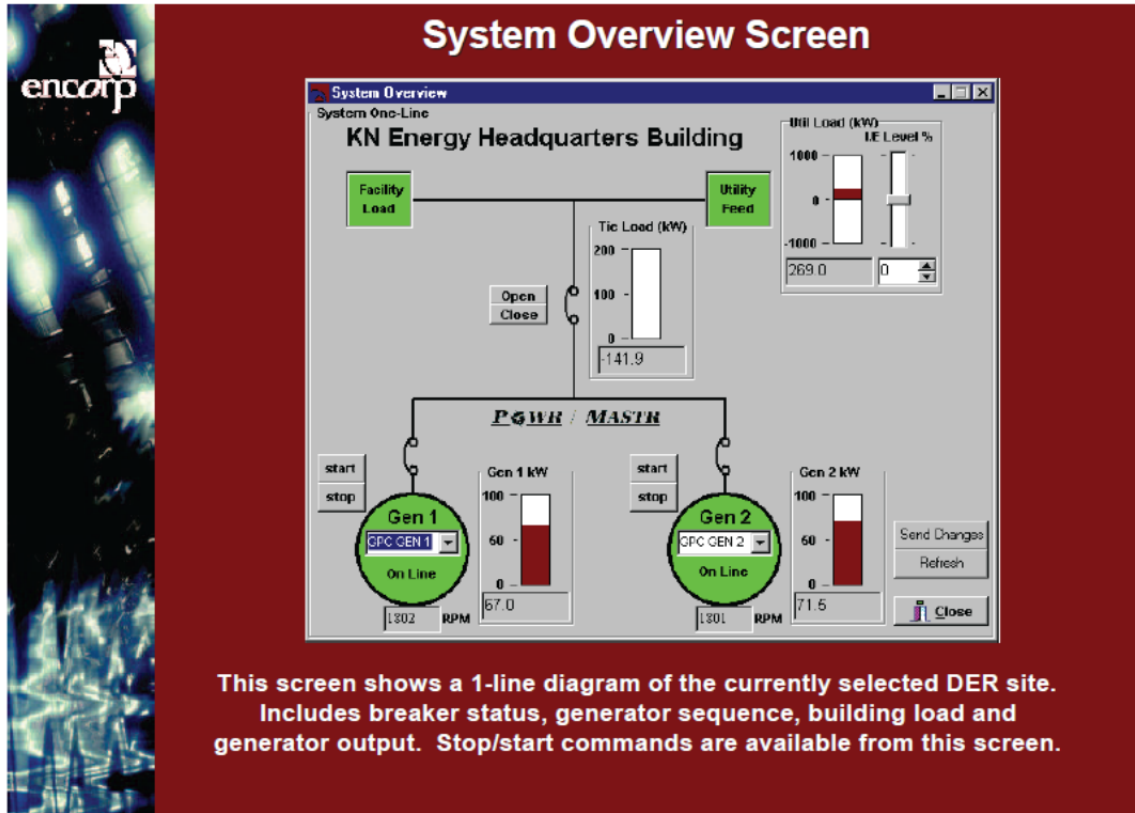 encorp
System Overview Screen
System Overview
System One-Line
KN Energy Headquarters Building
Util Load (kW)
I/E Level %
1000
0
-1000
269.0
0
Facility
Load
Utility
Feed
Tie Load (kW)
200
100
0
-141.9
Open
Close
POWR / MASTR
start
stop
Gen 1
GPC GEN 1
On Line
1802 RPM
Gen 1 kW
100
50
0
67.0
start
stop
Gen 2
GPC GEN 2
On Line
1801 RPM
Gen 2 kW
100
50
0
71.5
Send Changes
Refresh
Close
This screen shows a 1-line diagram of the currently selected DER site.
Includes breaker status, generator sequence, building load and
generator output. Stop/start commands are available from this screen.